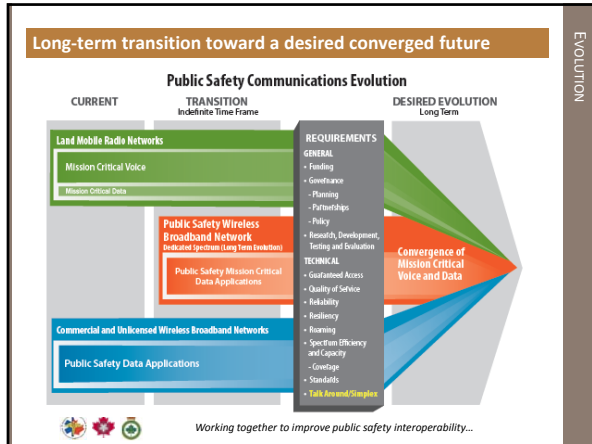 Long-term transition toward a desired converged future
EVOLUTION
Public Safety Communications Evolution
CURRENT
TRANSITION
Indefinite Time Frame
DESIRED EVOLUTION
Long Term
Land Mobile Radio Networks
Mission Critical Voice
Mission Critical Data
Public Safety Wireless
Broadband Network
Dedicated Spectrum (Long Term Evolution)
Public Safety Mission Critical
Data Applications
Commercial and Unlicensed Wireless Broadband Networks
Public Safety Data Applications
REQUIREMENTS
GENERAL
• Funding
• Governance
- Planning
- Partnerships
- Policy
• Research, Development,
Testing and Evaluation
TECHNICAL
• Guaranteed Access
• Quality of Service
• Reliability
• Resiliency
• Roaming
• Spectrum Efficiency
and Capacity
- Coverage
• Standards
• Talk Around/Simplex
Convergence of
Mission Critical
Voice and Data
Working together to improve public safety interoperability...